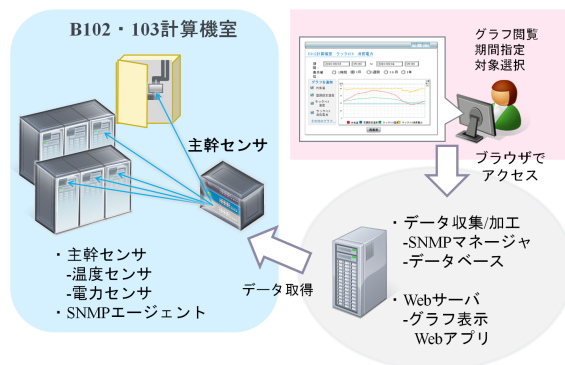 B102・103計算機室
主幹センサ
・主幹センサ
-温度センサ
-電力センサ
・SNMPエージェント
データ取得
グラフ閲覧
期間指定
対象選択
ブラウザで
アクセス
・データ収集/加工
-SNMPマネージャ
-データベース
・Webサーバ
-グラフ表示
Webアプリ